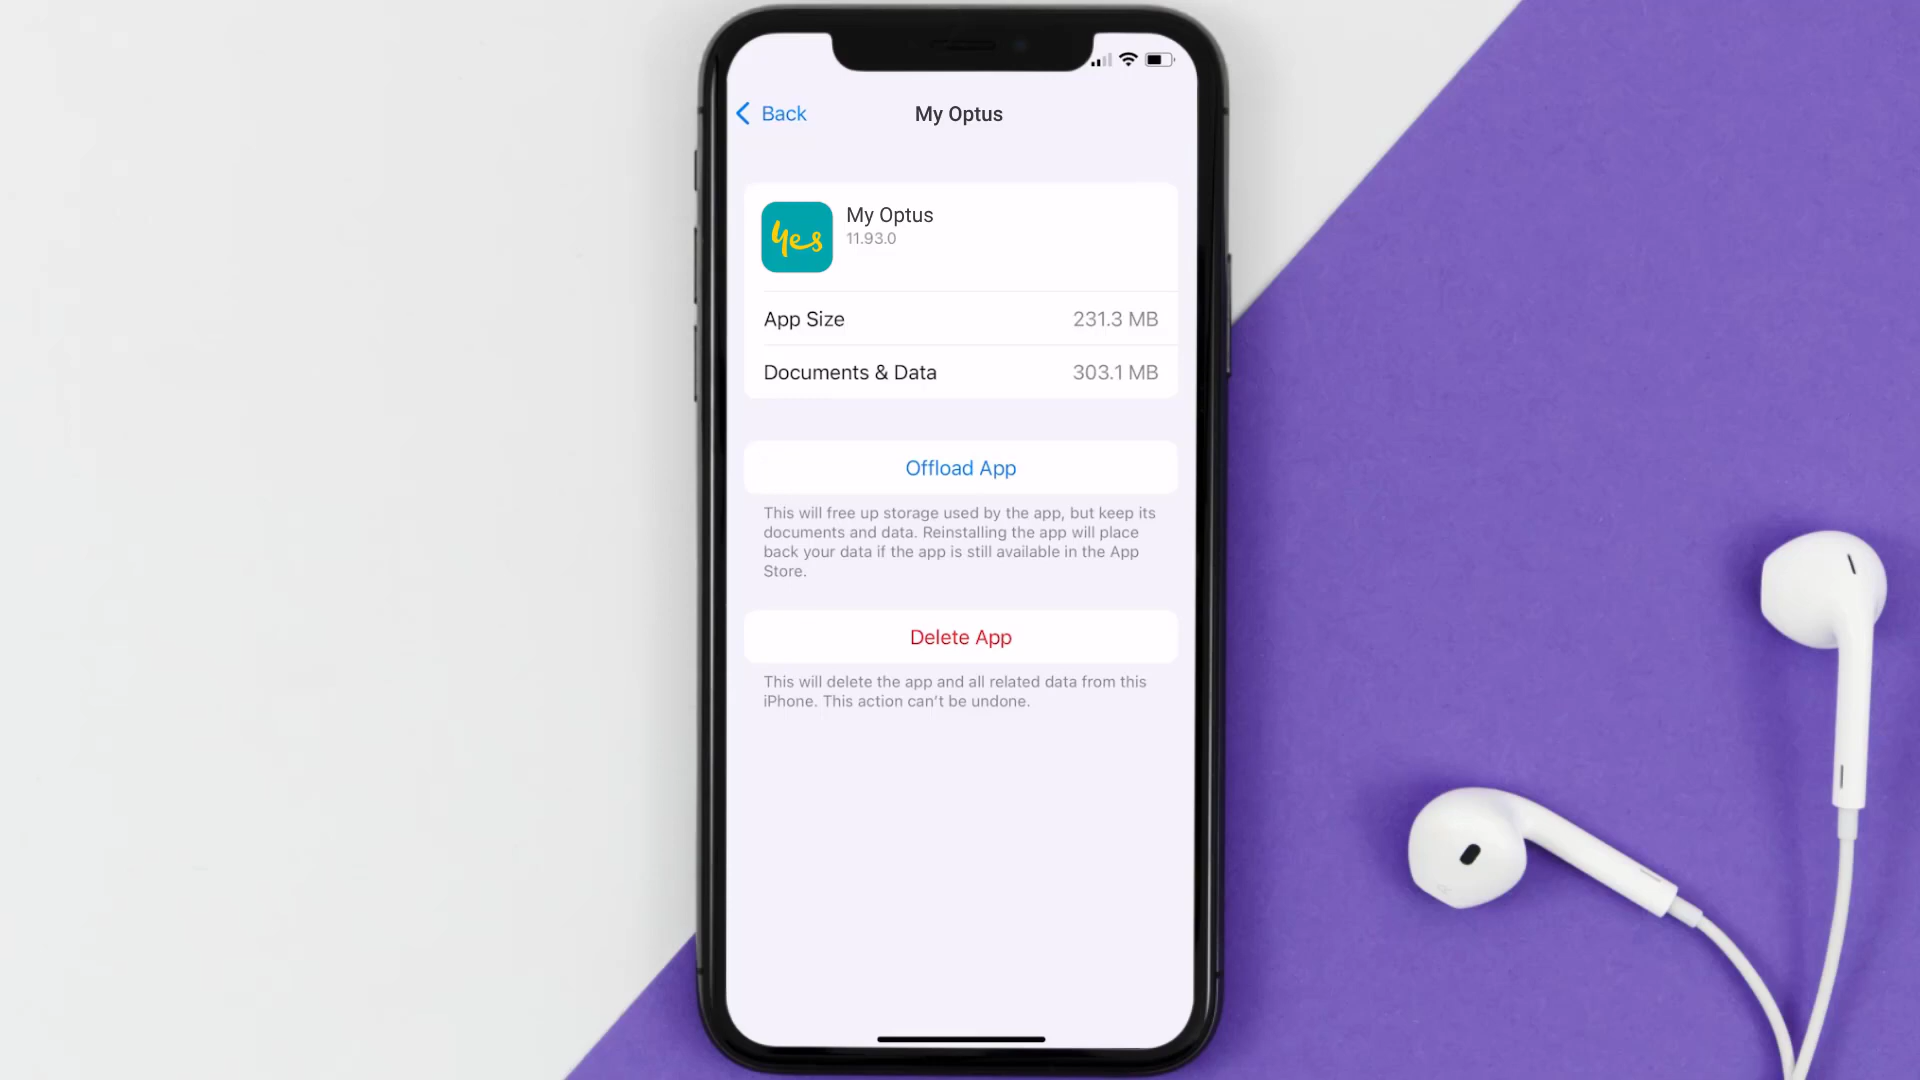 Back
My Optus
yes
My Optus
11.93.0
App Size 231.3 MB
Documents & Data 303.1 MB
Offload App
This will free up storage used by the app, but keep its
documents and data. Reinstalling the app will place
back your data if the app is still available in the App
Store.
Delete App
This will delete the app and all related data from this
iPhone. This action can't be undone.